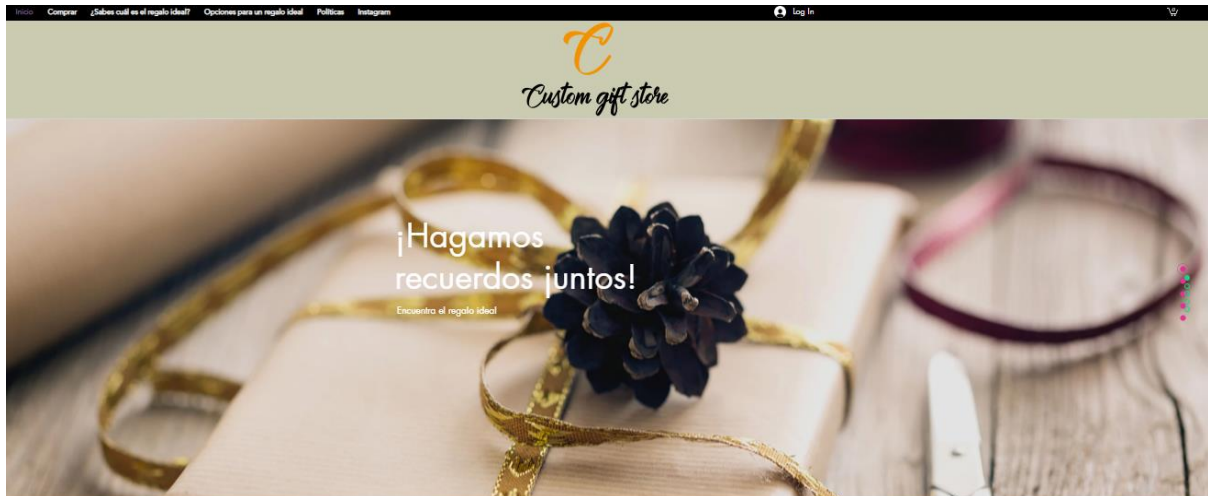 Inicio Comprar ¿Sabes cuál es el regalo ideal? Opciones para un regalo ideal Políticas Instagram Log In 0
C
Custom gift store
¡Hagamos
recuerdos juntos!
Encuentra el regalo ideal